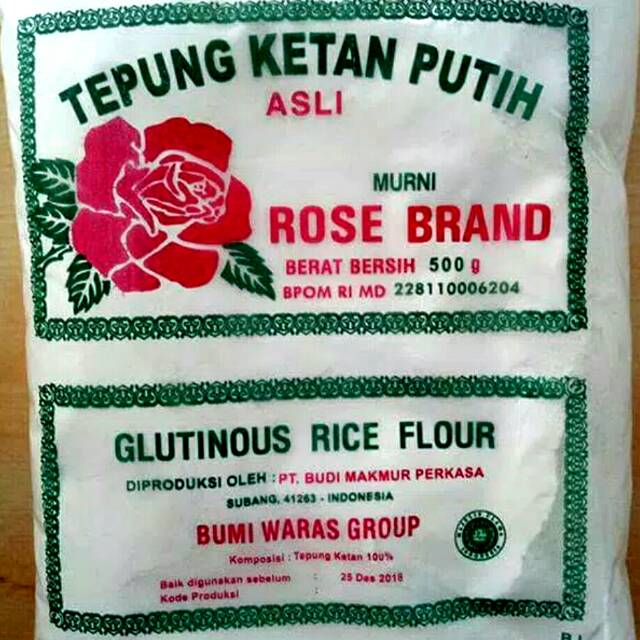 TEPUNG KETAN PUTIH
ASLI
MURNI
ROSE BRAND
BERAT BERSIH 500 g
BPOM RI MD 228110006204
GLUTINOUS RICE FLOUR
DIPRODUKSI OLEH : PT. BUDI MAKMUR PERKASA
SUBANG, 41263 - INDONESIA
BUMI WARAS GROUP
Komposisi : Tepung Ketan 100%
Baik digunakan sebelum : 25 Des 2018
Kode Produksi :